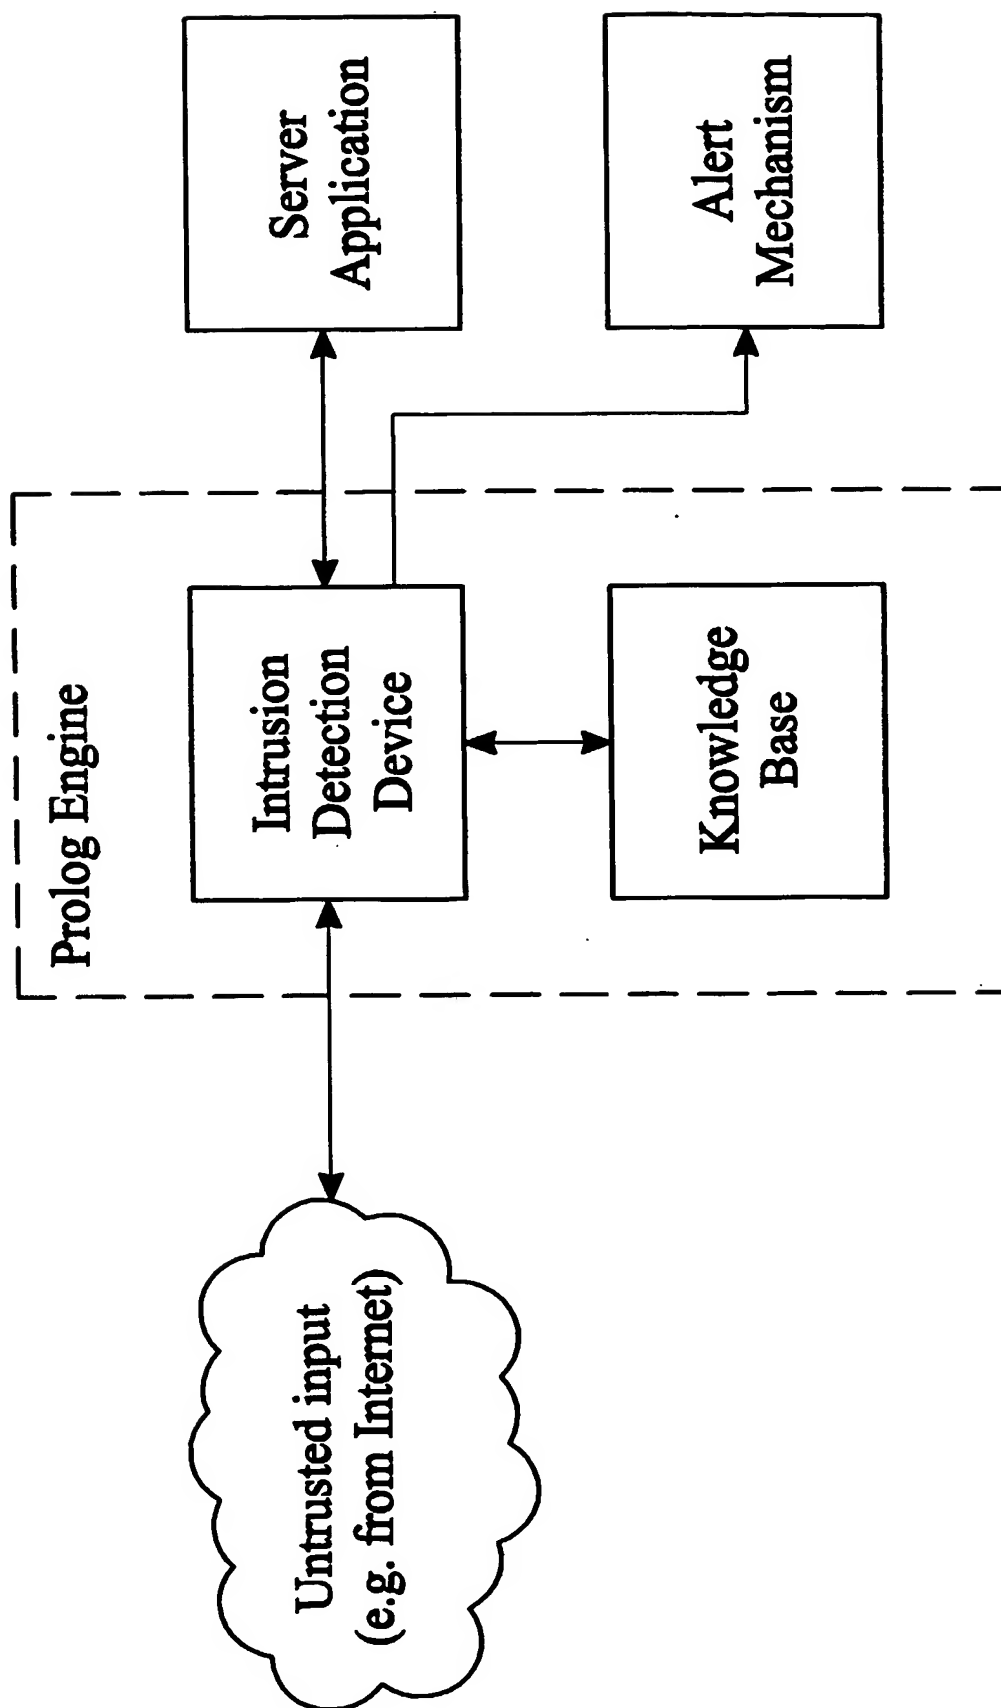 Prolog Engine
Untrusted input
(e.g. from Internet)
Intrusion
Detection
Device
Server
Application
Knowledge
Base
Alert
Mechanism